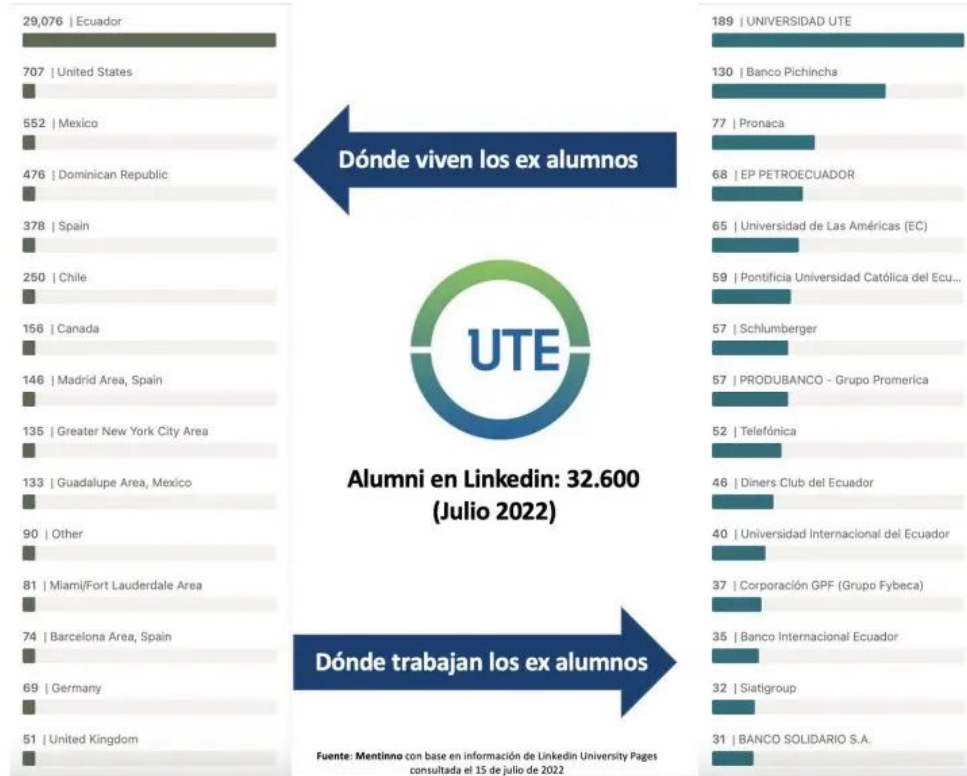 29,076 | Ecuador
707 | United States
552 | Mexico
476 | Dominican Republic
378 | Spain
250 | Chile
156 | Canada
146 | Madrid Area, Spain
135 | Greater New York City Area
133 | Guadalupe Area, Mexico
90 | Other
81 | Miami/Fort Lauderdale Area
74 | Barcelona Area, Spain
69 | Germany
51 | United Kingdom
Dónde viven los ex alumnos
UTE
Alumni en Linkedin: 32.600
(Julio 2022)
Dónde trabajan los ex alumnos
Fuente: Mentinno con base en información de Linkedin University Pages
consultada el 15 de julio de 2022
189 | UNIVERSIDAD UTE
130 | Banco Pichincha
77 | Pronaca
68 | EP PETROECUADOR
65 | Universidad de Las Américas (EC)
59 | Pontificia Universidad Católica del Ecu...
57 | Schlumberger
57 | PRODUBANCO - Grupo Promerica
52 | Telefónica
46 | Diners Club del Ecuador
40 | Universidad Internacional del Ecuador
37 | Corporación GPF (Grupo Fybeca)
35 | Banco Internacional Ecuador
32 | Siatigroup
31 | BANCO SOLIDARIO S.A.